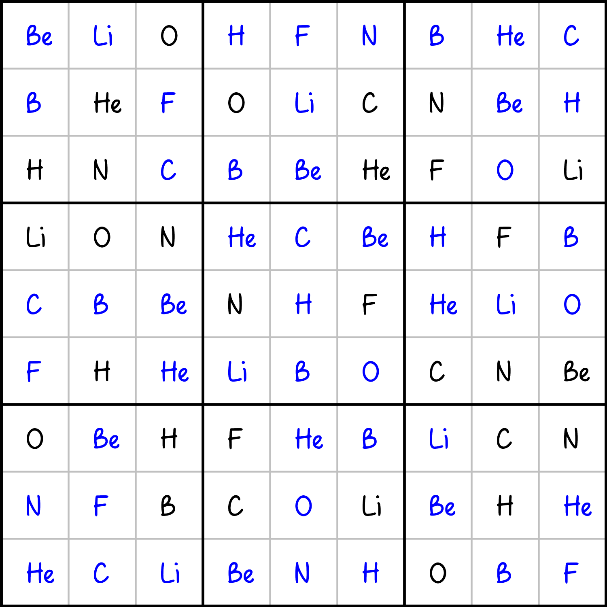 Be Li O H F N B He C
B He F O Li C N Be H
H N C B Be He F O Li
Li O N He C Be H F B
C B Be N H F He Li O
F H He Li B O C N Be
O Be H F He B Li C N
N F B C O Li Be H He
He C Li Be N H O B F